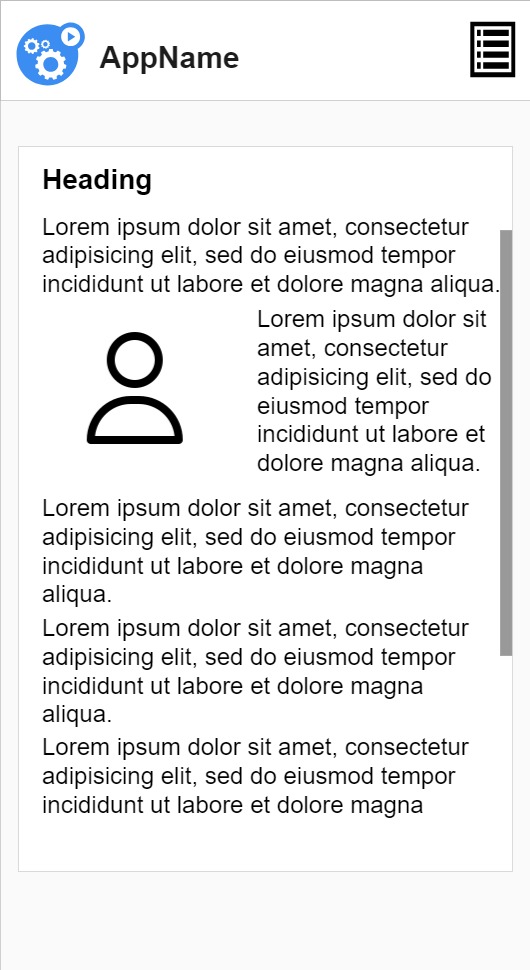 AppName
Heading
Lorem ipsum dolor sit amet, consectetur
adipisicing elit, sed do eiusmod tempor
incididunt ut labore et dolore magna aliqua.
Lorem ipsum dolor sit
amet, consectetur
adipisicing elit, sed do
eiusmod tempor
incididunt ut labore et
dolore magna aliqua.
Lorem ipsum dolor sit amet, consectetur
adipisicing elit, sed do eiusmod tempor
incididunt ut labore et dolore magna
aliqua.
Lorem ipsum dolor sit amet, consectetur
adipisicing elit, sed do eiusmod tempor
incididunt ut labore et dolore magna
aliqua.
Lorem ipsum dolor sit amet, consectetur
adipisicing elit, sed do eiusmod tempor
incididunt ut labore et dolore magna